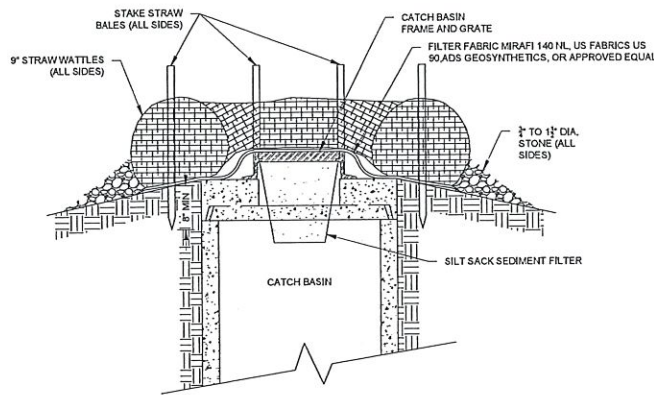 STAKE STRAW
BALES (ALL SIDES)
9" STRAW WATTLES
(ALL SIDES)
CATCH BASIN
FRAME AND GRATE
FILTER FABRIC MIRAFI 140 NL, US FABRICS US
90,ADS GEOSYNTHETICS, OR APPROVED EQUAL
¾" TO 1½" DIA.
STONE (ALL
SIDES)
8" MIN
SILT SACK SEDIMENT FILTER
CATCH BASIN